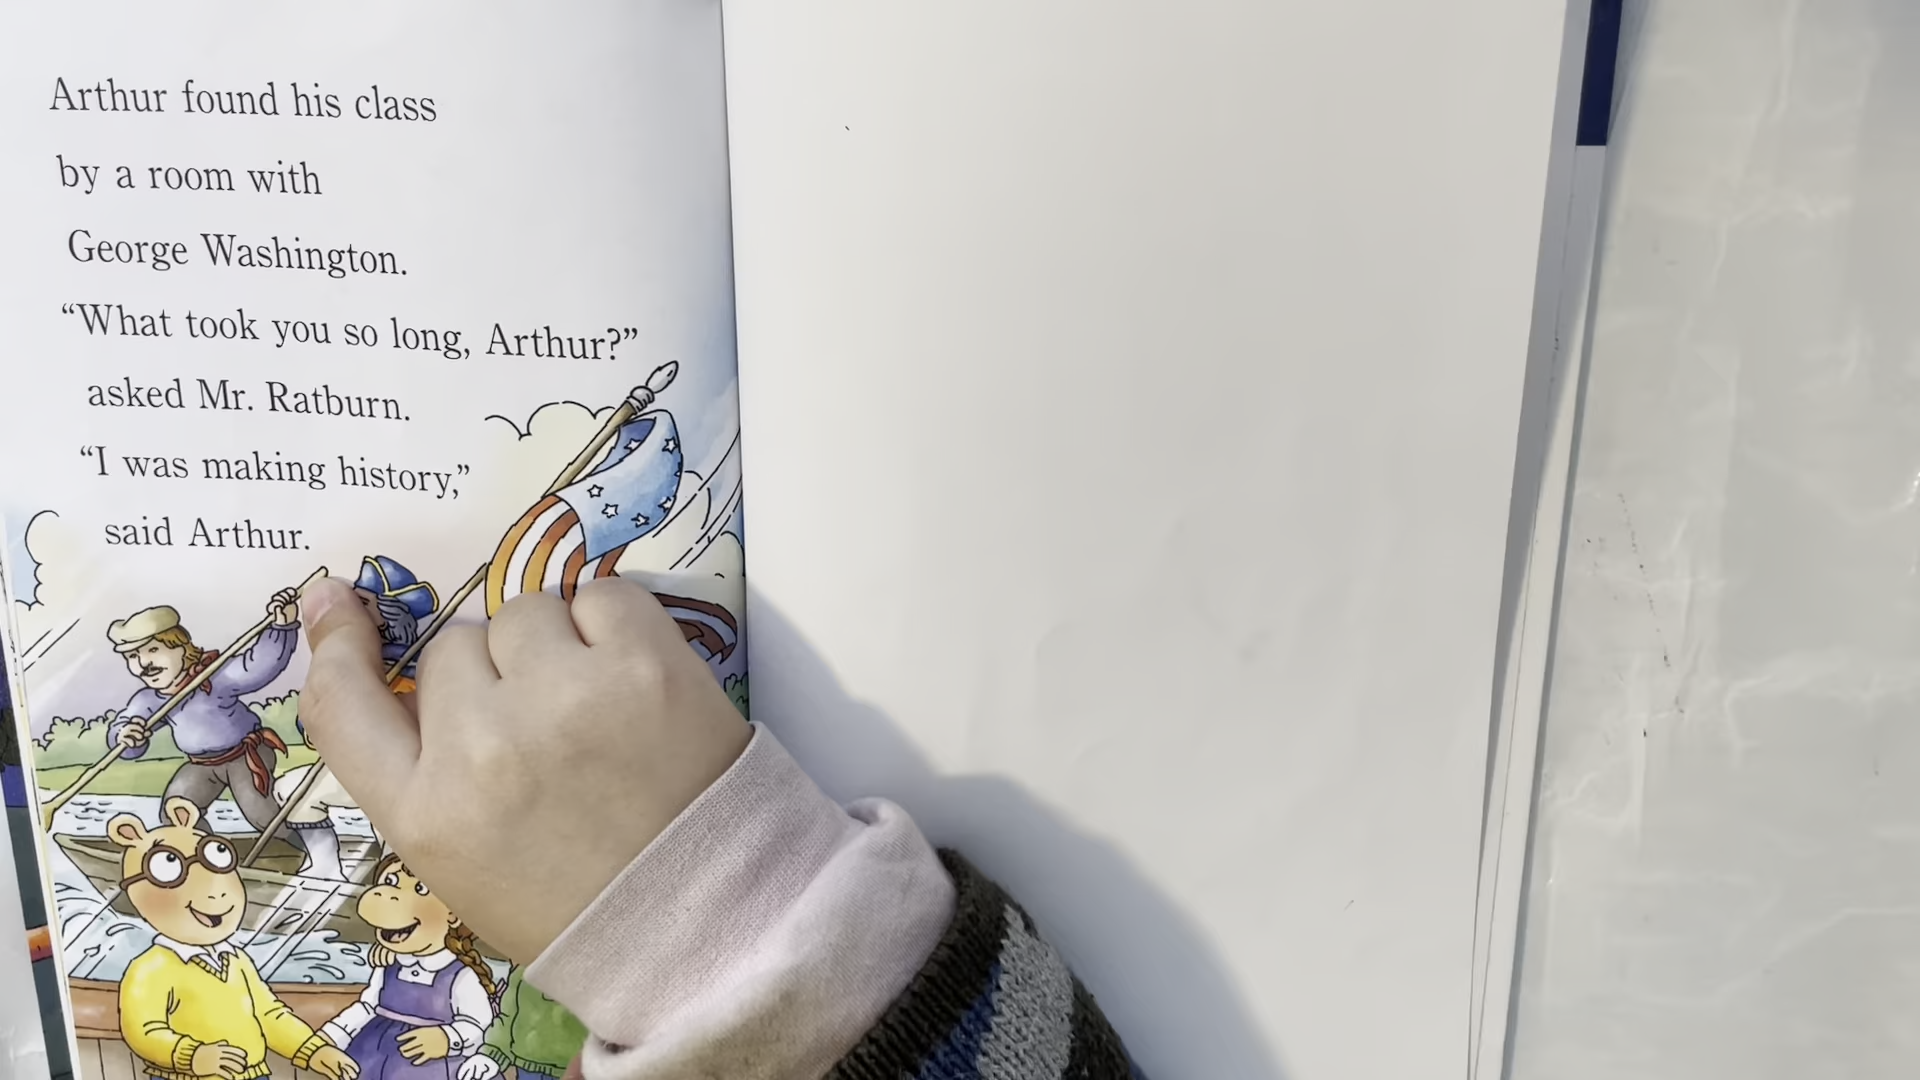 Arthur found his class
by a room with
George Washington.
“What took you so long, Arthur?”
asked Mr. Ratburn.
“I was making history,”
said Arthur.